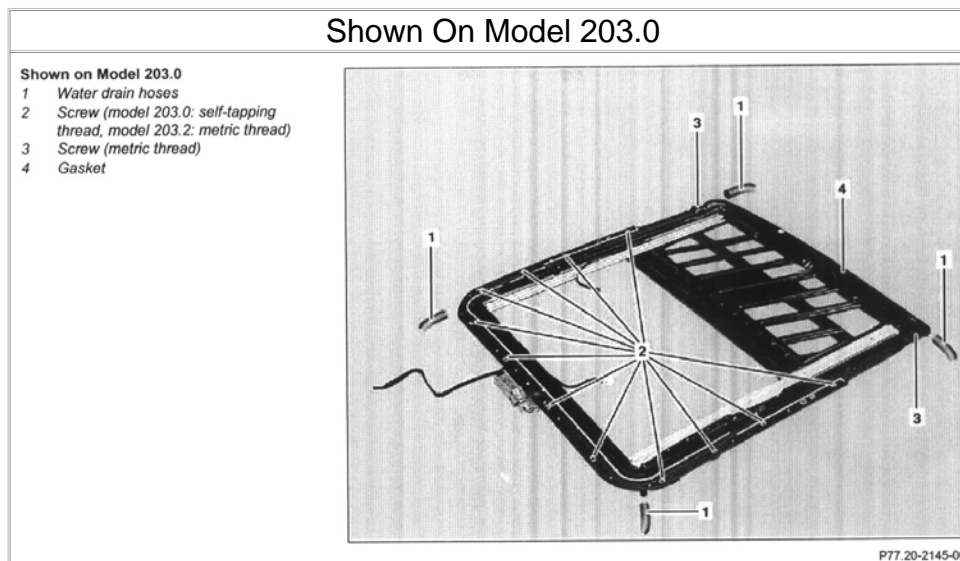 Shown On Model 203.0
Shown on Model 203.0
1 Water drain hoses
2 Screw (model 203.0: self-tapping
thread, model 203.2: metric thread)
3 Screw (metric thread)
4 Gasket
1
3
4
1
1
2
3
1
P77.20-2145-0